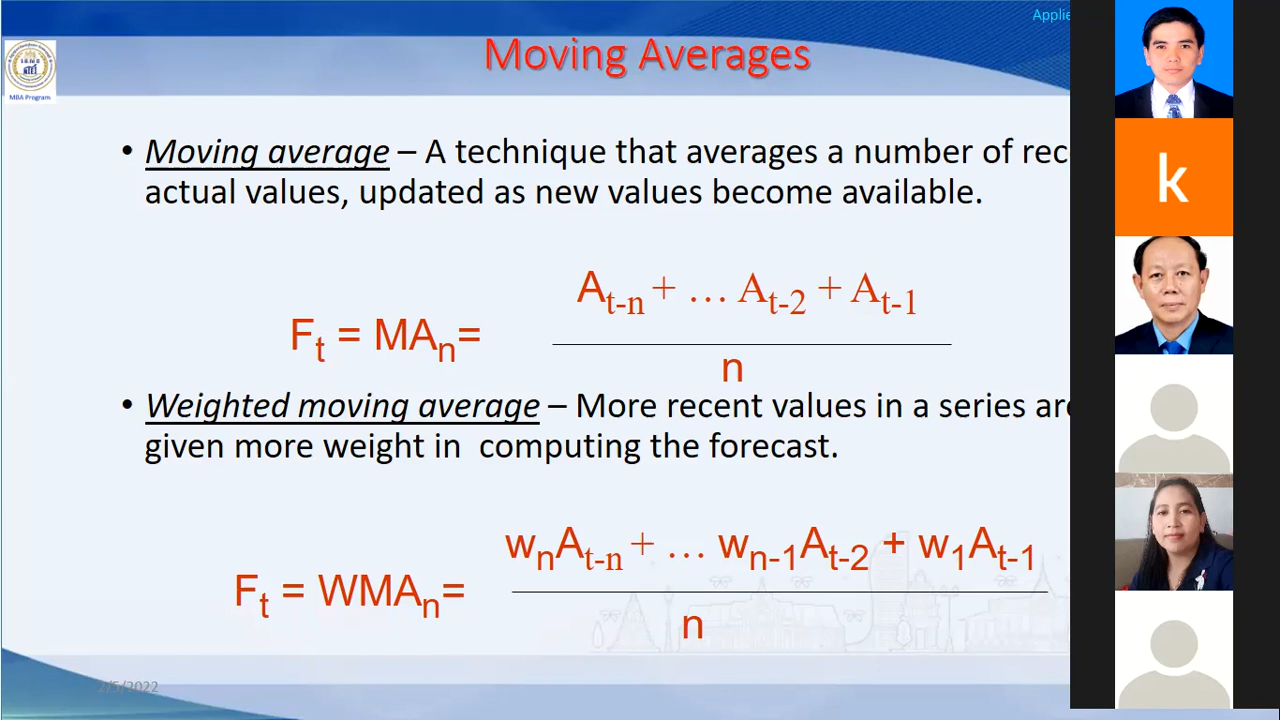 Applie
Moving Averages
MBA Program
• Moving average – A technique that averages a number of rec
actual values, updated as new values become available.
At-n + … At-2 + At-1
Ft = MAn=
n
• Weighted moving average – More recent values in a series are
given more weight in computing the forecast.
wnAt-n + … wn-1At-2 + w1At-1
Ft = WMAn=
n
2/5/2022
k